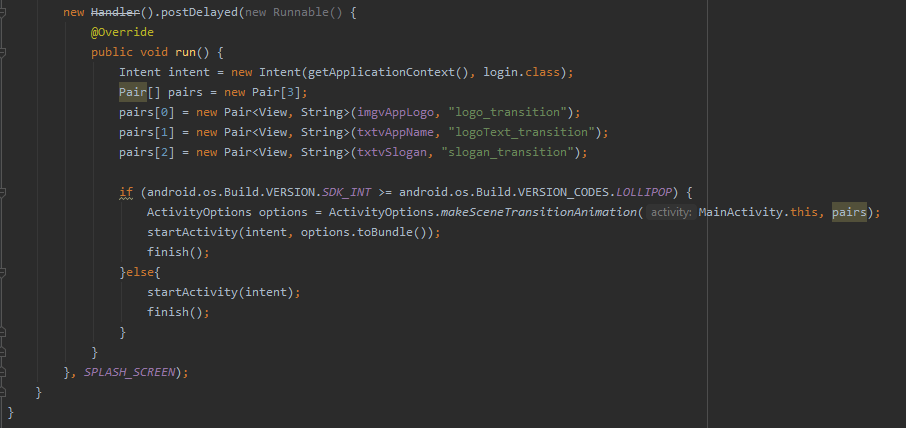 new Handler().postDelayed(new Runnable() {
@Override
public void run() {
Intent intent = new Intent(getApplicationContext(), login.class);
Pair[] pairs = new Pair[3];
pairs[0] = new Pair<View, String>(imgvAppLogo, "logo_transition");
pairs[1] = new Pair<View, String>(txtvAppName, "logoText_transition");
pairs[2] = new Pair<View, String>(txtvSlogan, "slogan_transition");
if (android.os.Build.VERSION.SDK_INT >= android.os.Build.VERSION_CODES.LOLLIPOP) {
ActivityOptions options = ActivityOptions.makeSceneTransitionAnimation( activity: MainActivity.this, pairs);
startActivity(intent, options.toBundle());
finish();
}else{
startActivity(intent);
finish();
}
}
}, SPLASH_SCREEN);
}
}